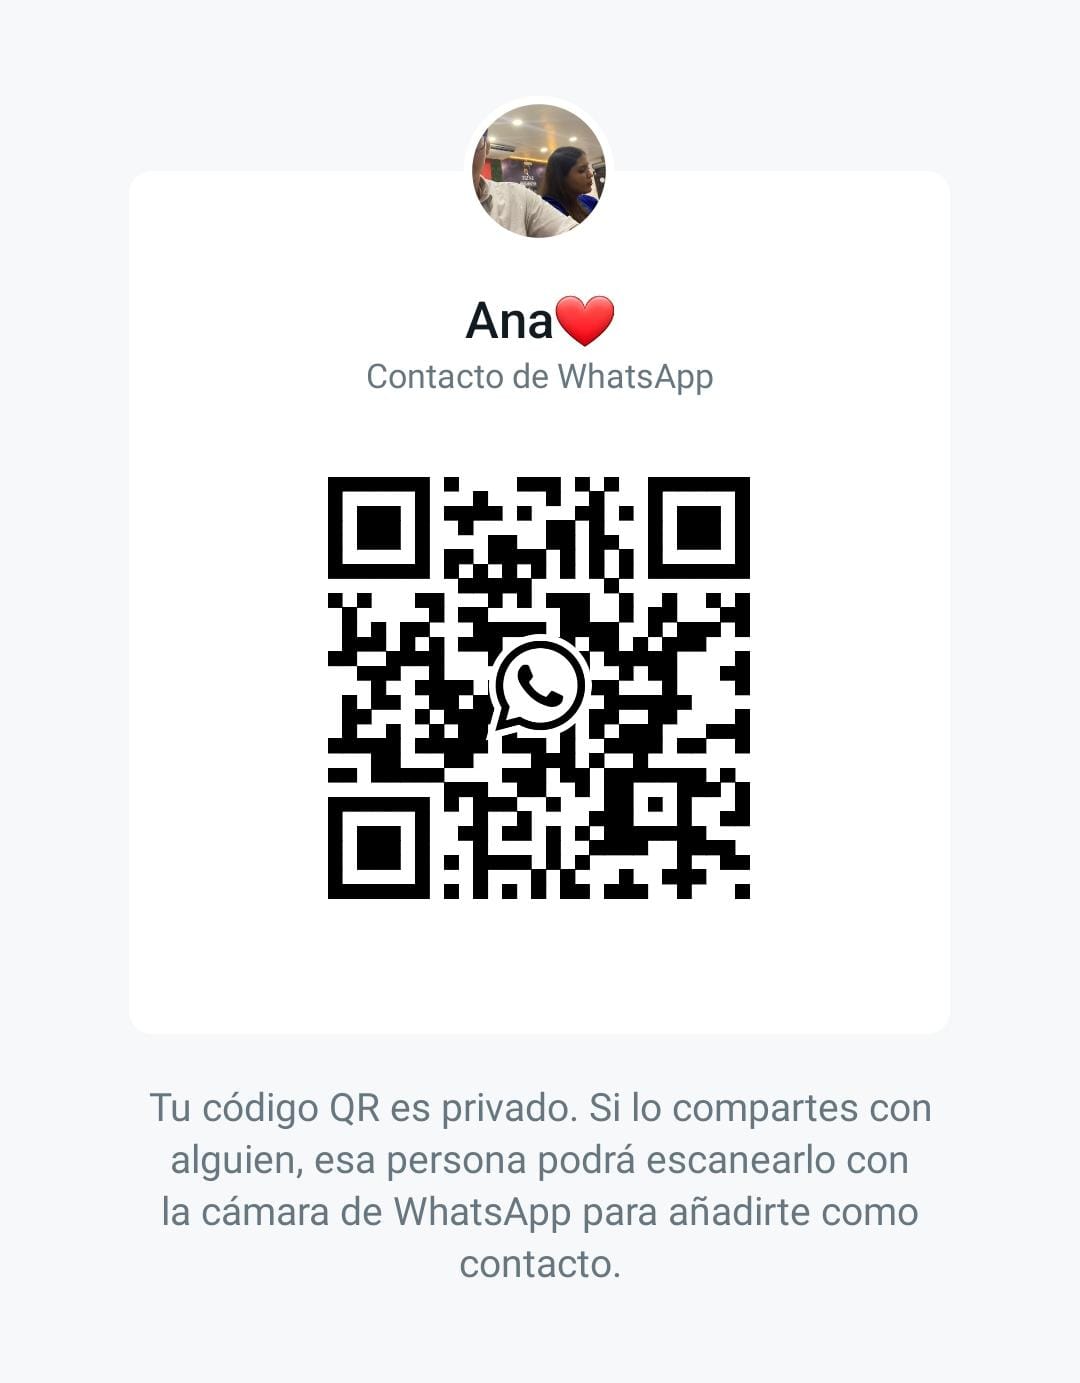 Ana❤️
Contacto de WhatsApp
Tu código QR es privado. Si lo compartes con
alguien, esa persona podrá escanearlo con
la cámara de WhatsApp para añadirte como
contacto.